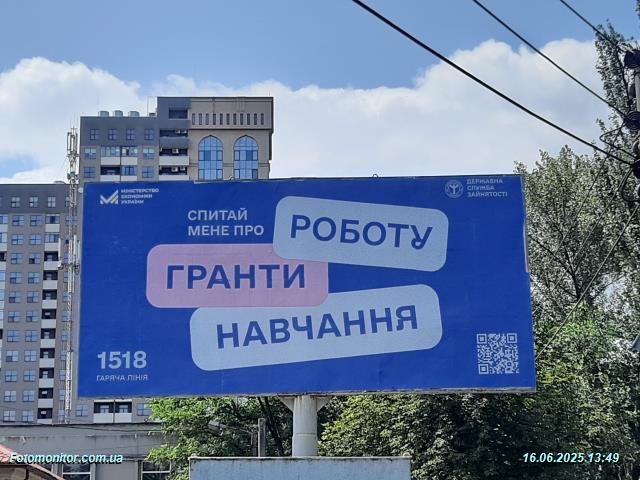 МІНІСТЕРСТВО
ЕКОНОМІКИ
УКРАЇНИ
ДЕРЖАВНА
СЛУЖБА
ЗАЙНЯТОСТІ
СПИТАЙ
МЕНЕ ПРО
РОБОТУ
ГРАНТИ
НАВЧАННЯ
1518
ГАРЯЧА ЛІНІЯ
Fotomonitor.com.ua
16.06.2025 13:49